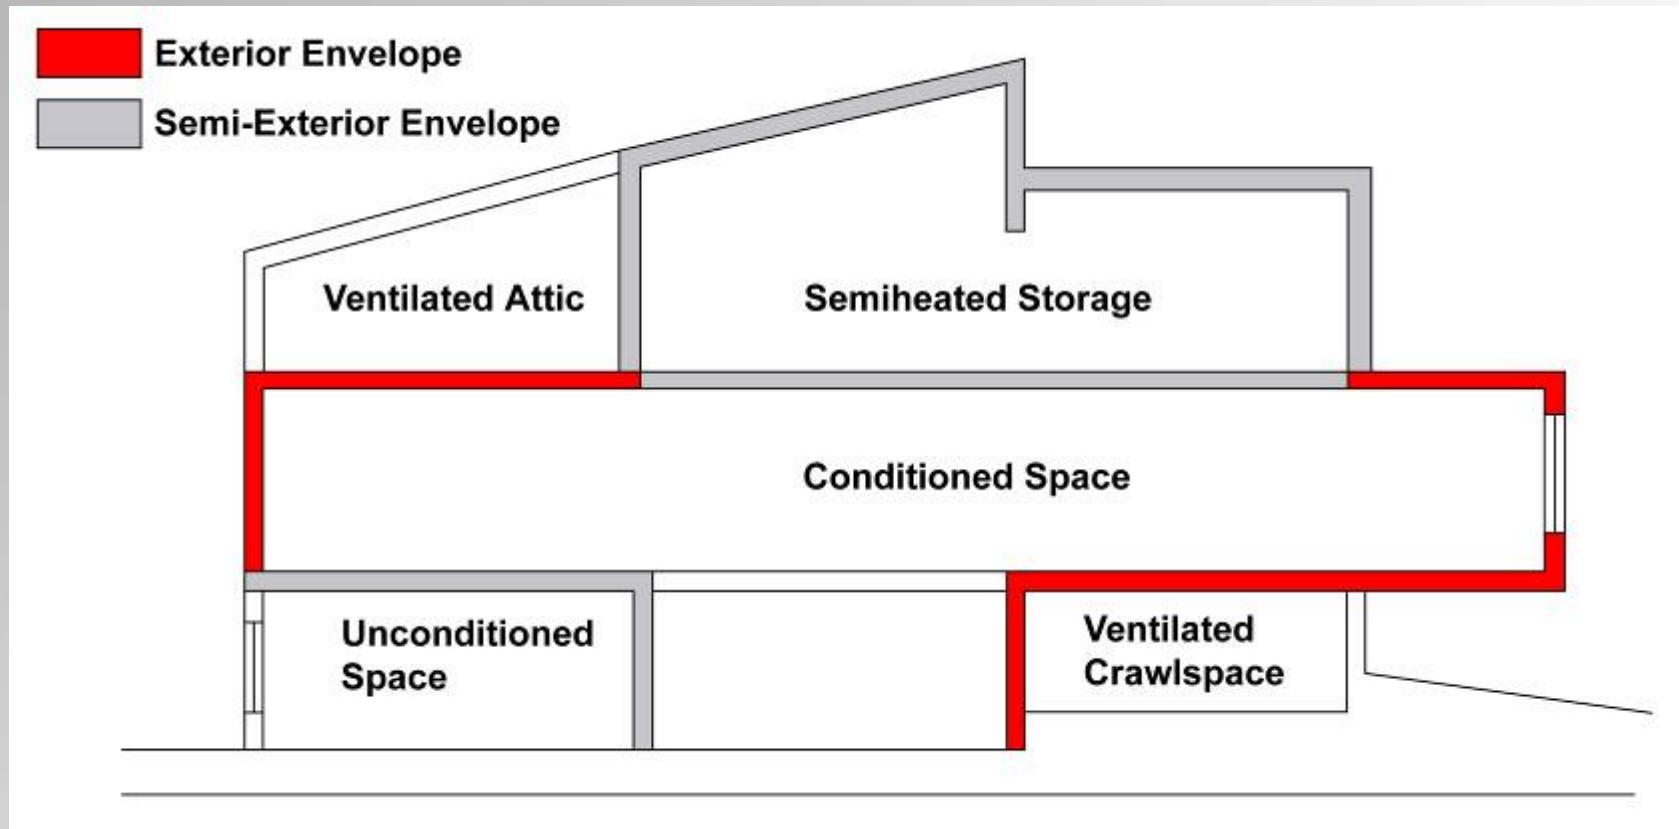 Exterior Envelope
Semi-Exterior Envelope
Ventilated Attic
Semiheated Storage
Conditioned Space
Unconditioned
Space
Ventilated
Crawlspace